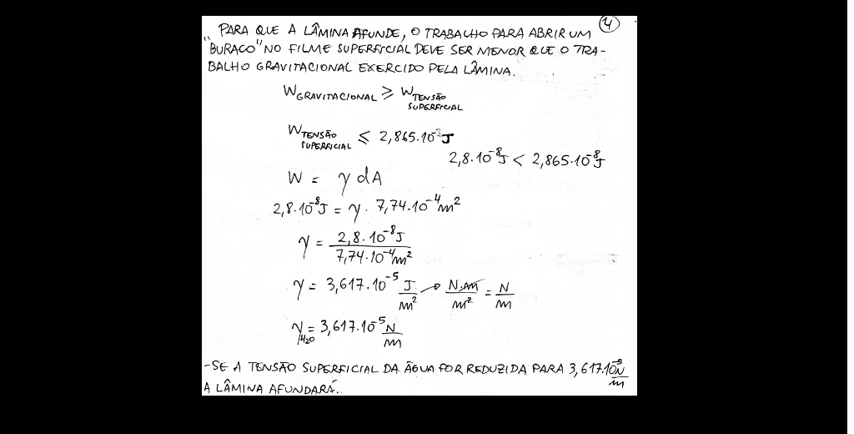 4
PARA QUE A LÂMINA AFUNDE, O TRABALHO PARA ABRIR UM
"BURACO" NO FILME SUPERFICIAL DEVE SER MENOR QUE O TRA-
BALHO GRAVITACIONAL EXERCIDO PELA LÂMINA.
W GRAVITACIONAL ⩾ W TENSÃO SUPERFICIAL
W TENSÃO SUPERFICIAL ⩽ 2,865.10⁻⁸J
2,8.10⁻⁸J < 2,865.10⁻⁸J
W = γ dA
2,8.10⁻⁸J = γ. 7,74.10⁻⁴m²
γ = 2,8.10⁻⁸J / 7,74.10⁻⁴m²
γ = 3,617.10⁻⁵ J/m² → N.m/m² = N/m
γ H₂O = 3,617.10⁻⁵ N/m
-SE A TENSÃO SUPERFICIAL DA ÁGUA FOR REDUZIDA PARA 3,617.10⁻⁵ N/m
A LÂMINA AFUNDARÁ..